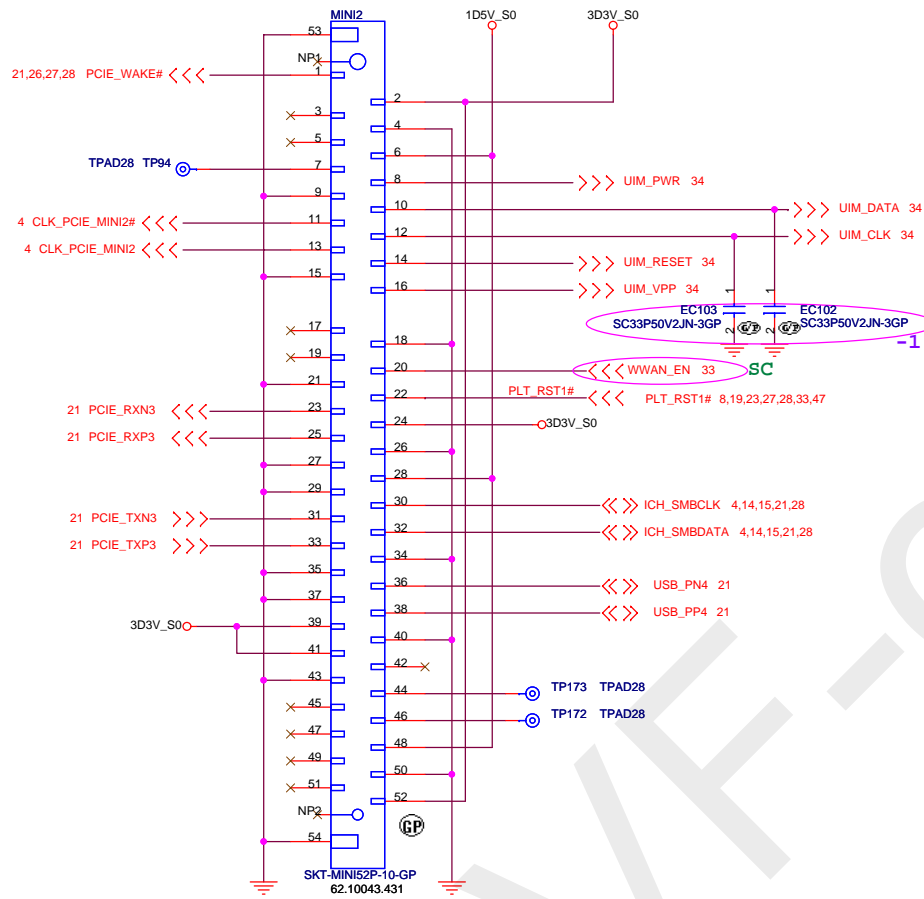 MINI2
1D5V_S0
3D3V_S0
53
NP1
21,26,27,28 PCIE_WAKE#
1
2
3
4
5
6
TPAD28 TP94
7
8
UIM_PWR 34
9
10
UIM_DATA 34
4 CLK_PCIE_MINI2#
11
12
UIM_CLK 34
4 CLK_PCIE_MINI2
13
14
UIM_RESET 34
15
16
UIM_VPP 34
1
1
EC103
SC33P50V2JN-3GP
EC102
SC33P50V2JN-3GP
2
GP
2
GP
-1
17
18
19
20
WWAN_EN 33
SC
21
22
PLT_RST1#
PLT_RST1# 8,19,23,27,28,33,47
21 PCIE_RXN3
23
24
3D3V_S0
21 PCIE_RXP3
25
26
27
28
29
30
ICH_SMBCLK 4,14,15,21,28
21 PCIE_TXN3
31
32
ICH_SMBDATA 4,14,15,21,28
21 PCIE_TXP3
33
34
35
36
USB_PN4 21
37
38
USB_PP4 21
3D3V_S0
39
40
41
42
43
44
TP173 TPAD28
45
46
TP172 TPAD28
47
48
49
50
51
52
NP2
GP
54
SKT-MINI52P-10-GP
62.10043.431